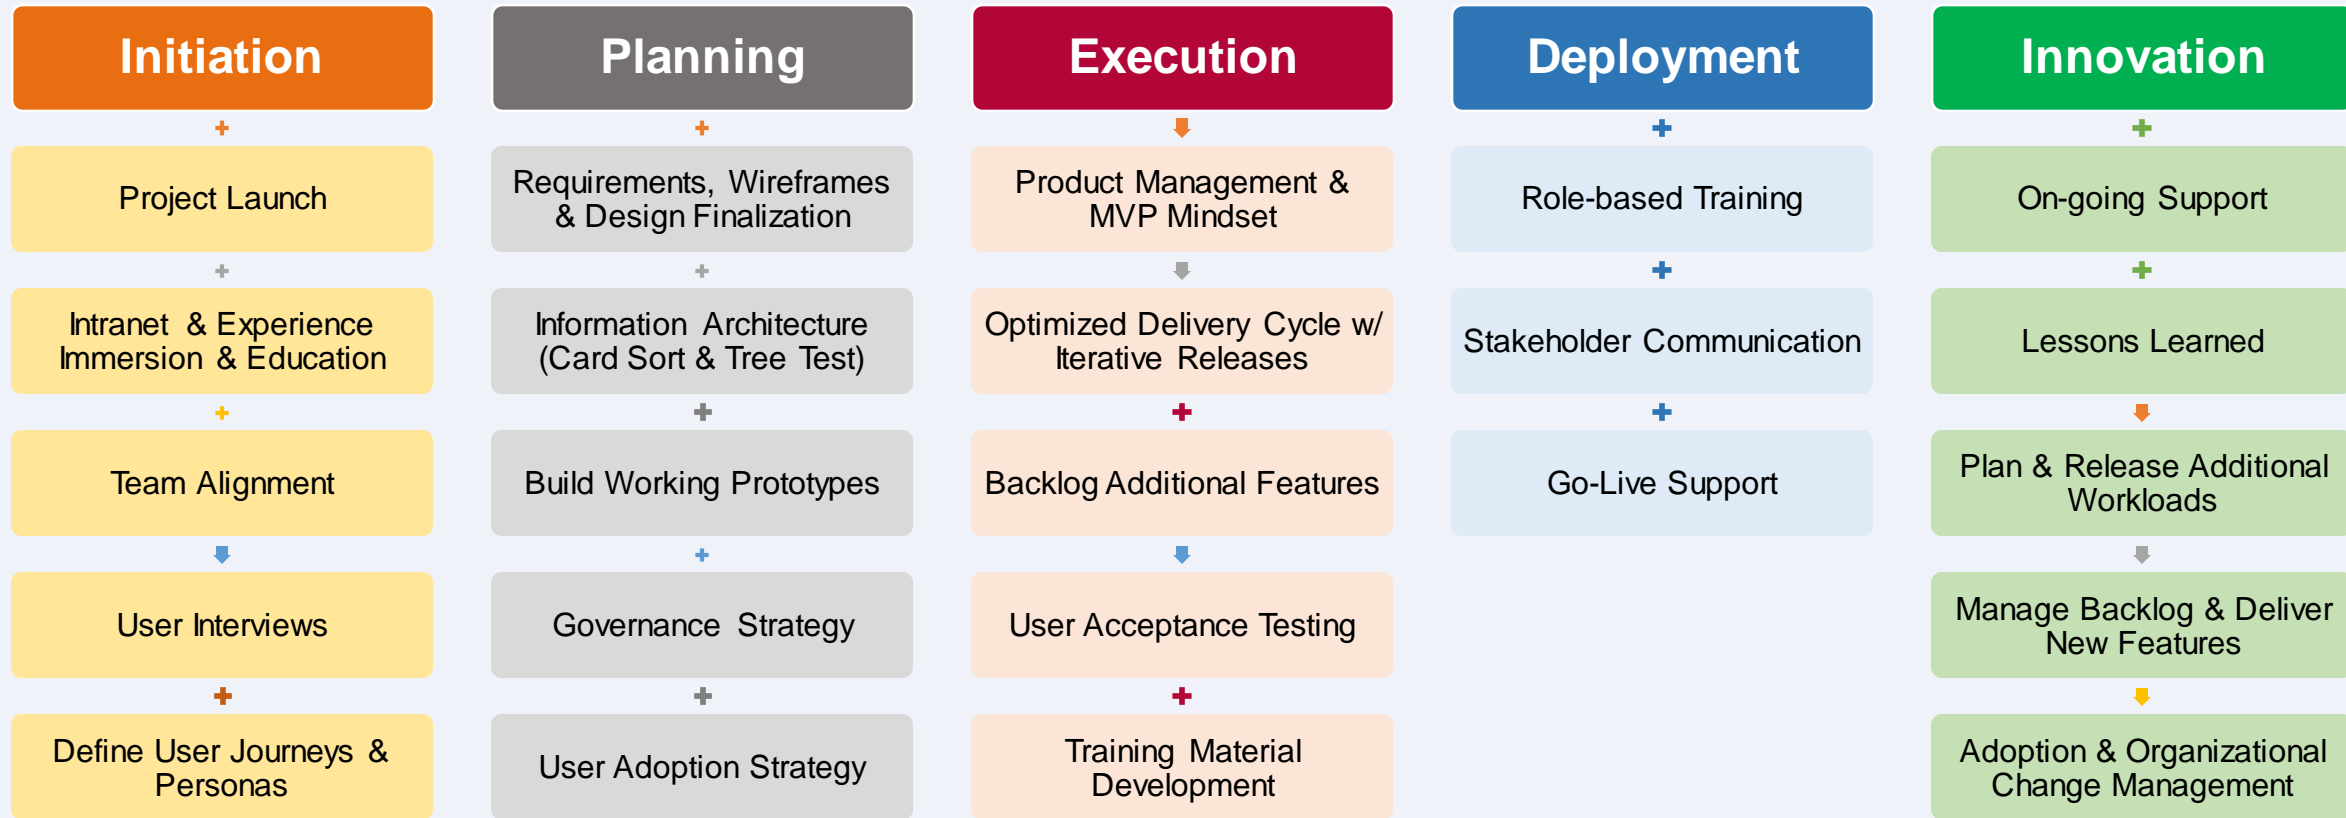 Initiation
Project Launch
Intranet & Experience
Immersion & Education
Team Alignment
User Interviews
Define User Journeys &
Personas
Planning
Requirements, Wireframes
& Design Finalization
Information Architecture
(Card Sort & Tree Test)
Build Working Prototypes
Governance Strategy
User Adoption Strategy
Execution
Product Management &
MVP Mindset
Optimized Delivery Cycle w/
Iterative Releases
Backlog Additional Features
User Acceptance Testing
Training Material
Development
Deployment
Role-based Training
Stakeholder Communication
Go-Live Support
Innovation
On-going Support
Lessons Learned
Plan & Release Additional
Workloads
Manage Backlog & Deliver
New Features
Adoption & Organizational
Change Management